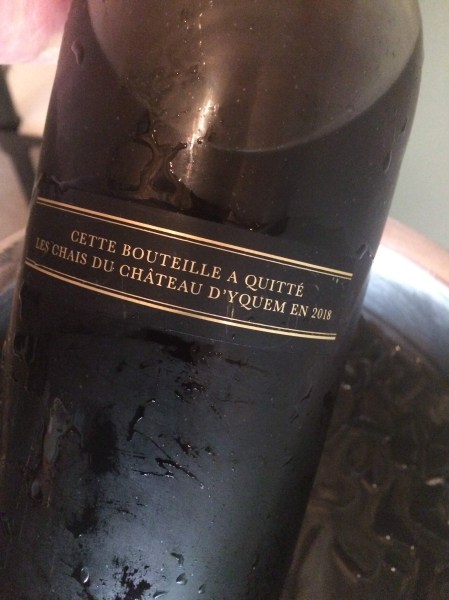 CETTE BOUTEILLE A QUITTÉ
LES CHAIS DU CHÂTEAU D'YQUEM EN 2018